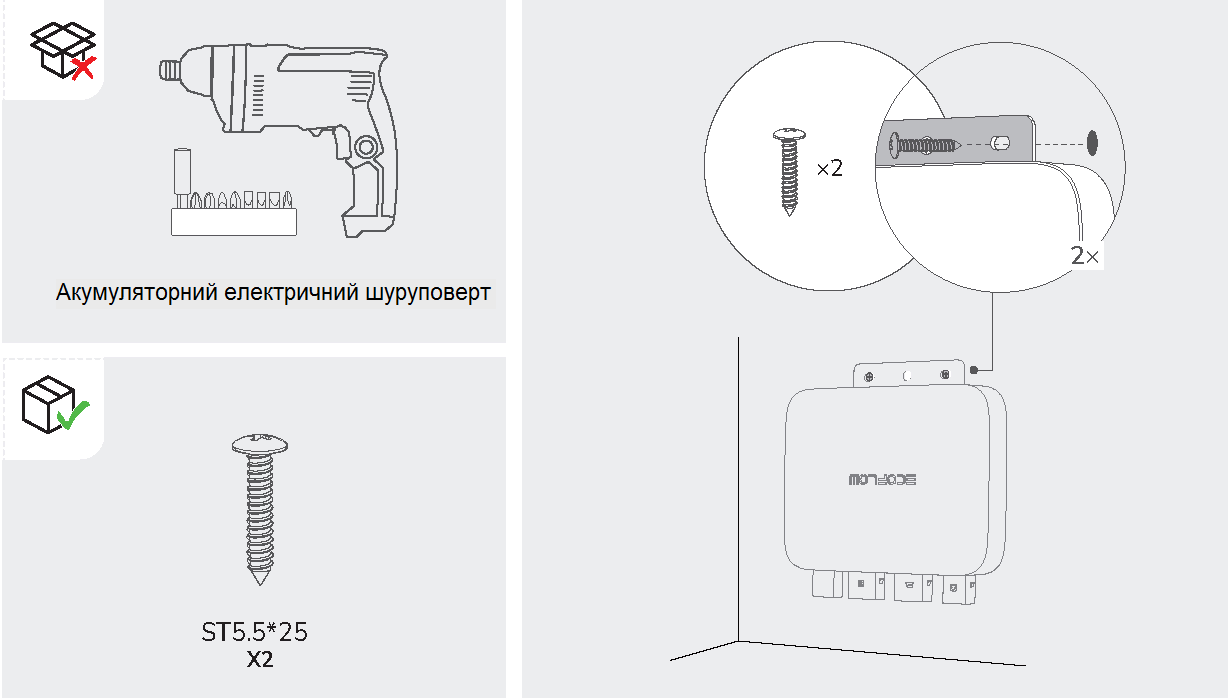 Акумуляторний електричний шуруповерт
ST5.5*25
X2
×2
2×
ECOFLOW